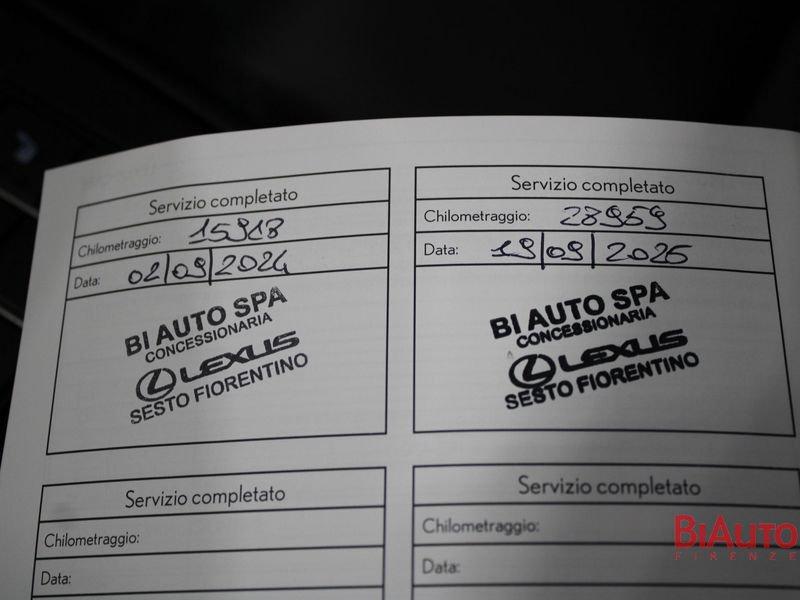 Servizio completato
Chilometraggio: 15918
Data: 02/09/2024
BI AUTO SPA
CONCESSIONARIA
LEXUS
SESTO FIORENTINO
Servizio completato
Chilometraggio: 28959
Data: 19/09/2025
BI AUTO SPA
CONCESSIONARIA
LEXUS
SESTO FIORENTINO
Servizio completato
Chilometraggio:
Data:
Servizio completato
Chilometraggio:
Data:
BIAUTO
FIRENZE